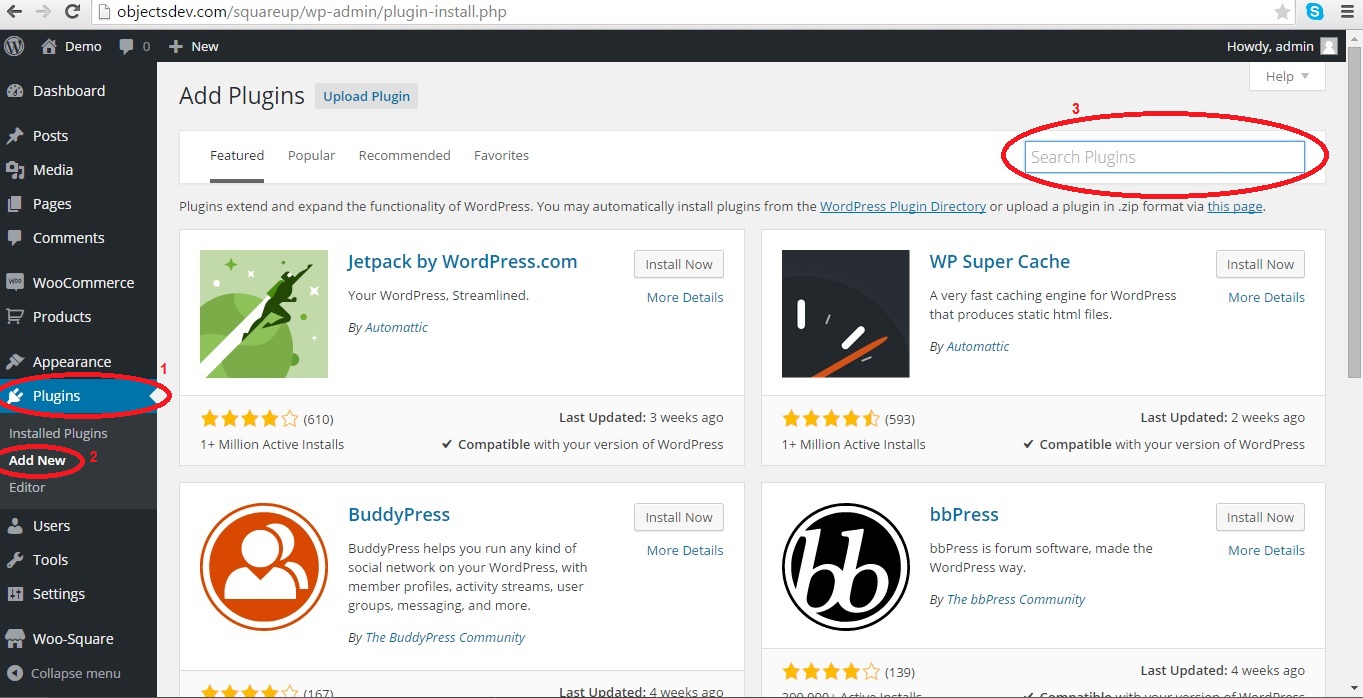 objectsdev.com/squareup/wp-admin/plugin-install.php
Demo 0 New Howdy, admin
Help
Dashboard
Posts
Media
Pages
Comments
WooCommerce
Products
Appearance
1
Plugins
Installed Plugins
Add New 2
Editor
Users
Tools
Settings
Woo-Square
Collapse menu
Add Plugins Upload Plugin
3
Featured Popular Recommended Favorites Search Plugins
Plugins extend and expand the functionality of WordPress. You may automatically install plugins from the WordPress Plugin Directory or upload a plugin in .zip format via this page.
Jetpack by WordPress.com
Install Now
Your WordPress, Streamlined.
More Details
By Automattic
(610)
Last Updated: 3 weeks ago
1+ Million Active Installs
Compatible with your version of WordPress
WP Super Cache
Install Now
A very fast caching engine for WordPress
that produces static html files.
More Details
By Automattic
(593)
Last Updated: 2 weeks ago
1+ Million Active Installs
Compatible with your version of WordPress
BuddyPress
Install Now
BuddyPress helps you run any kind of
social network on your WordPress, with
member profiles, activity streams, user
groups, messaging, and more.
More Details
By The BuddyPress Community
(167)
Last Updated: 4 weeks ago
bb
bbPress
Install Now
bbPress is forum software, made the
WordPress way.
More Details
By The bbPress Community
(139)
Last Updated: 4 weeks ago
200,000+ Active Installs
Compatible with your version of WordPress